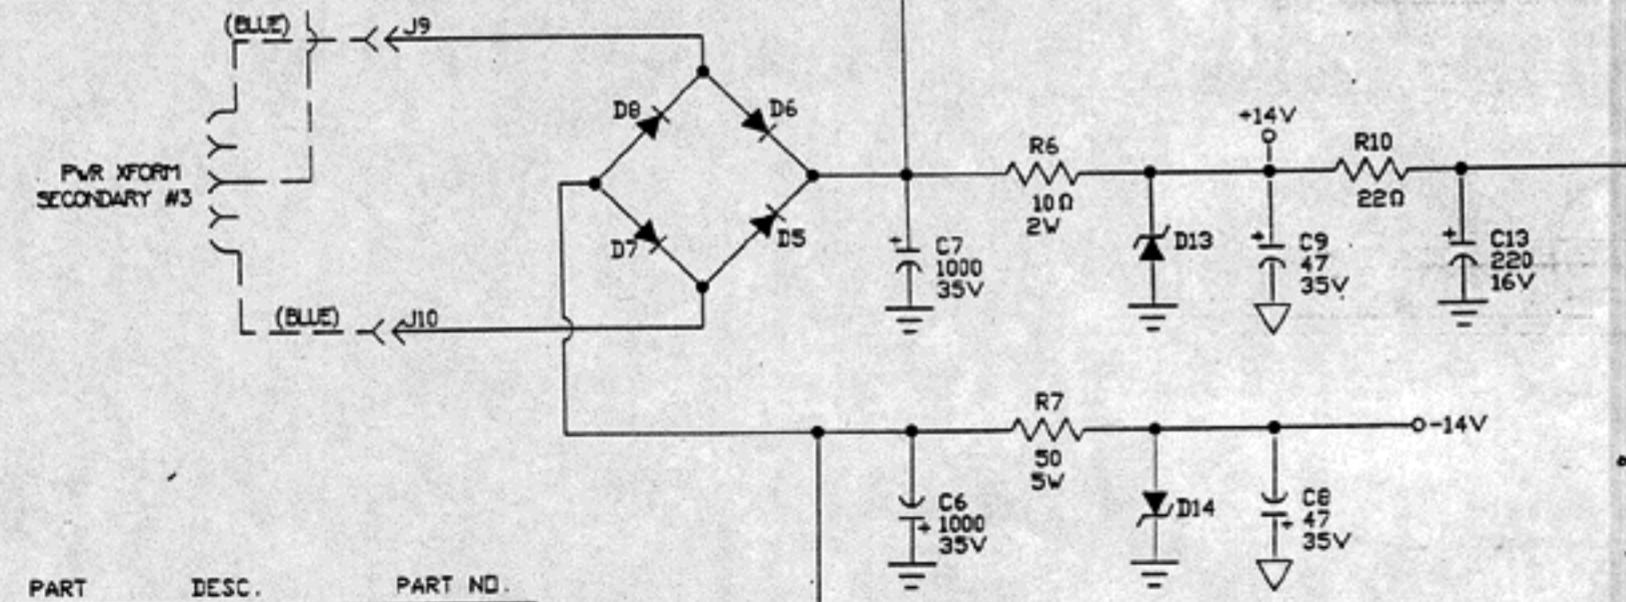 (BLUE)
J9
D8
D6
+14V
R6
R10
PWR XFORM
SECONDARY #3
10Ω
2W
22Ω
D7
D5
C7
1000
35V
D13
C9
47
35V
C13
220
16V
(BLUE)
J10
R7
-14V
50
5W
C6
1000
35V
D14
C8
47
35V
PART DESC. PART NO.